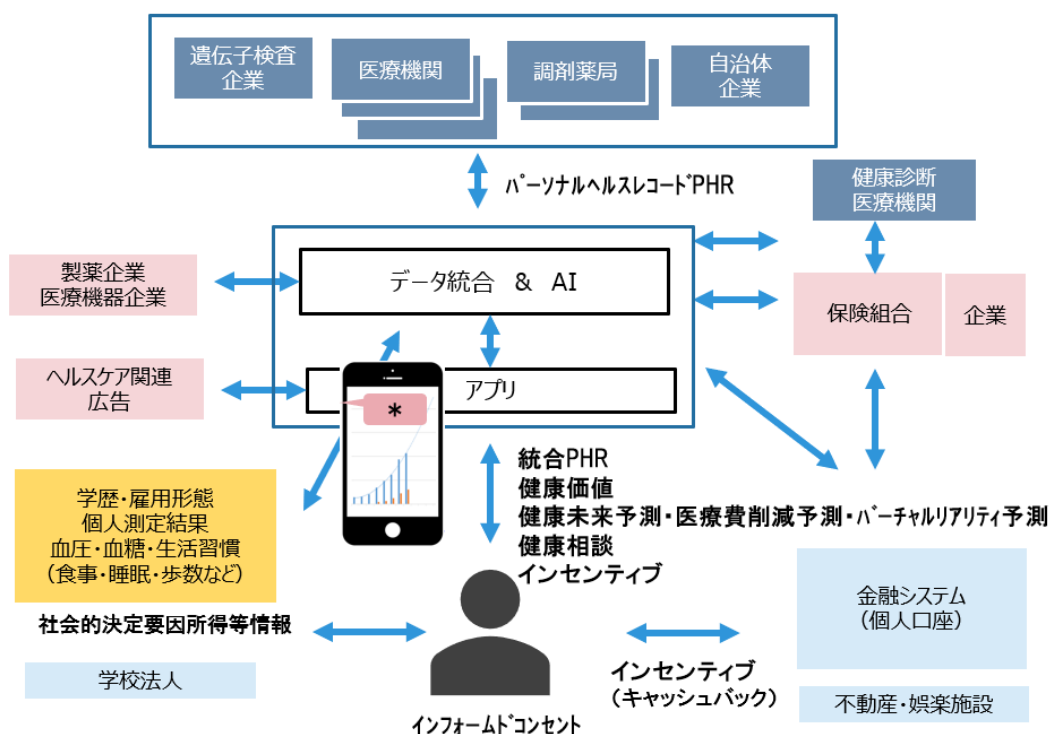 遺伝子検査
企業
医療機関
調剤薬局
自治体
企業
パーソナルヘルスレコードPHR
健康診断
医療機関
製薬企業
医療機器企業
データ統合 & AI
保険組合
企業
ヘルスケア関連
広告
アプリ
*
統合PHR
健康価値
健康未来予測・医療費削減予測・バーチャルリアリティ予測
健康相談
インセンティブ
学歴・雇用形態
個人測定結果
血圧・血糖・生活習慣
(食事・睡眠・歩数など)
社会的決定要因所得等情報
学校法人
金融システム
(個人口座)
インセンティブ
(キャッシュバック)
不動産・娯楽施設
インフォームドコンセント